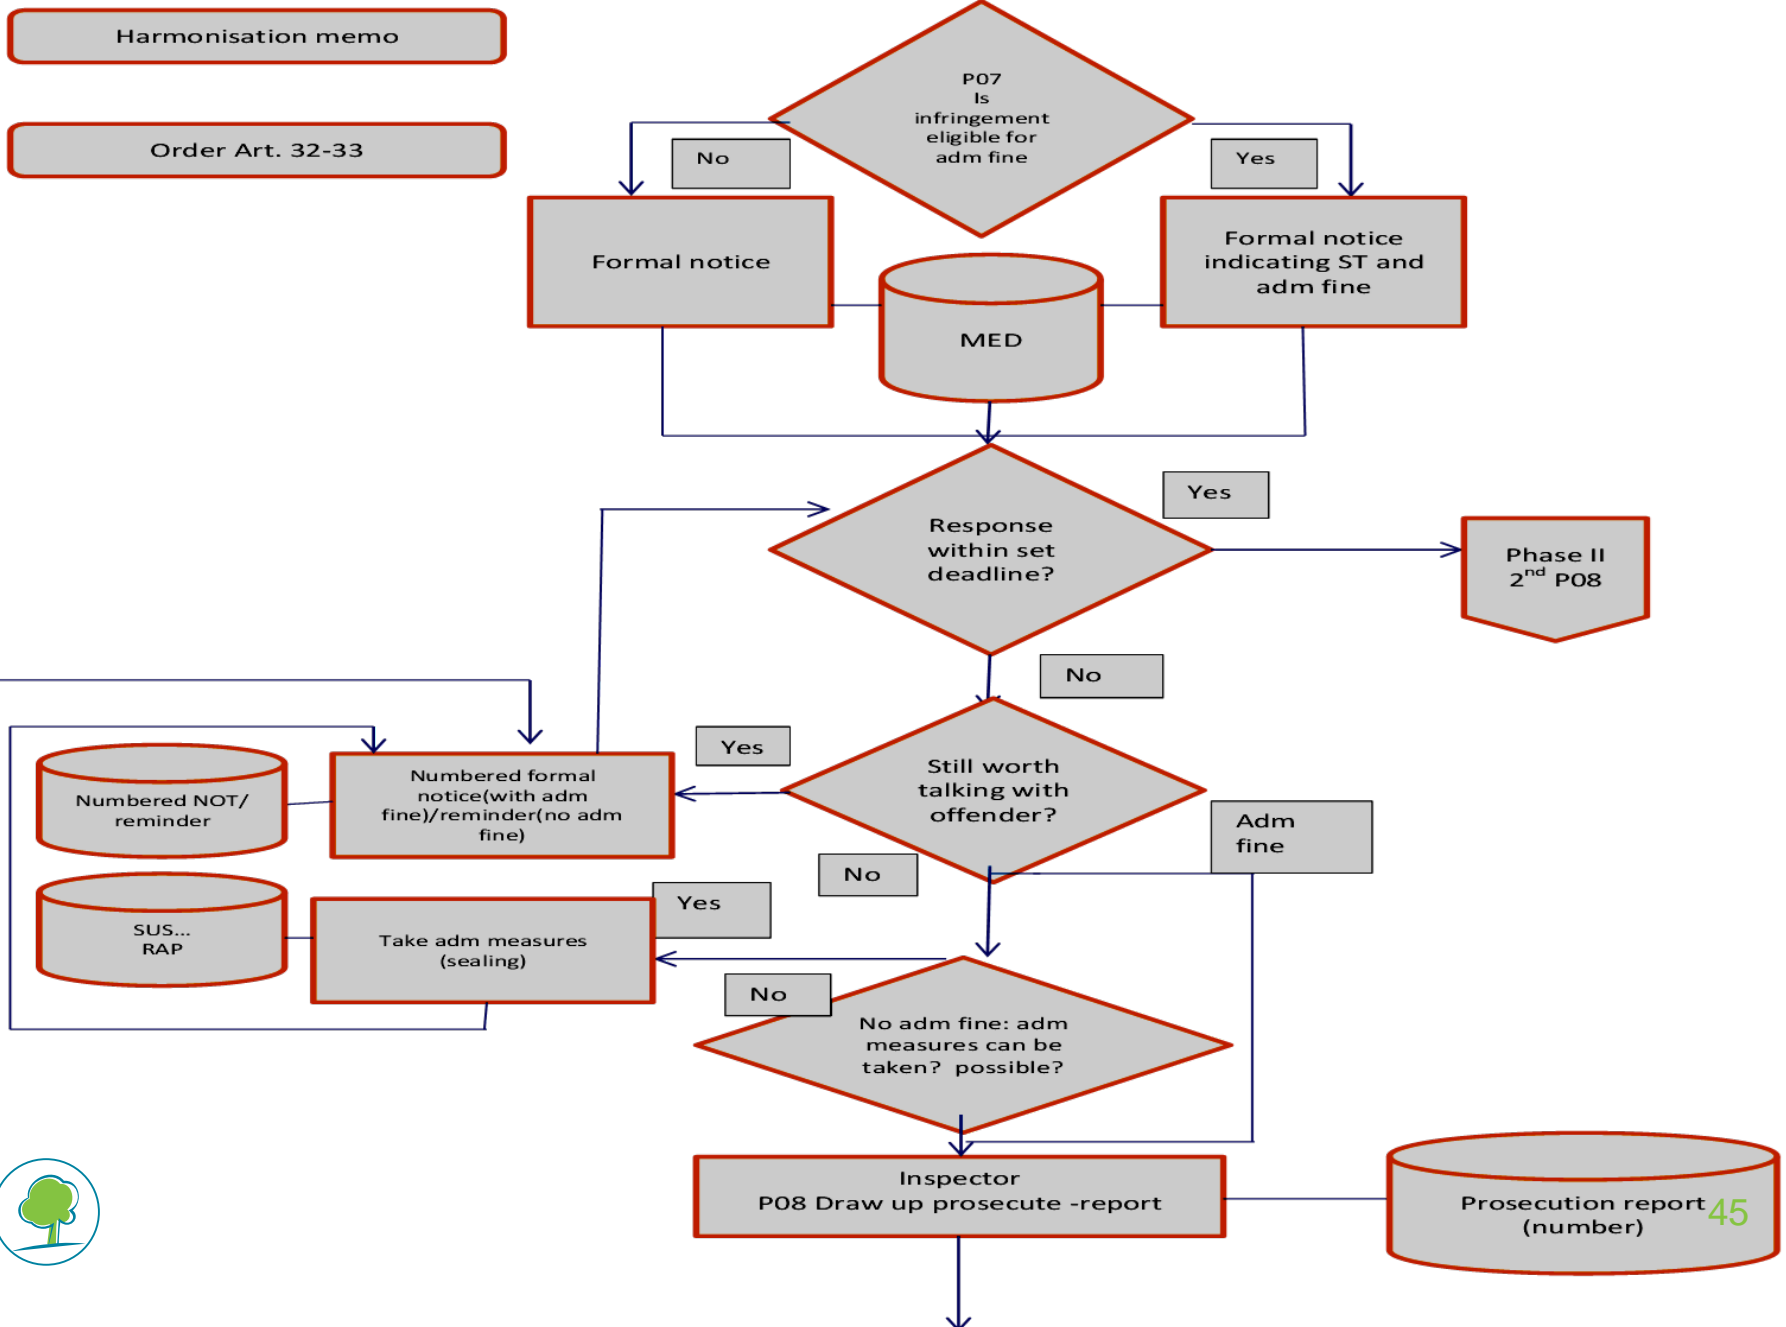 Harmonisation memo
Order Art. 32-33
P07
Is
infringement
eligible for
adm fine
No
Yes
Formal notice
Formal notice
indicating ST and
adm fine
MED
Response
within set
deadline?
Yes
Phase II
2nd P08
No
Still worth
talking with
offender?
Yes
Numbered formal
notice(with adm
fine)/reminder(no adm
fine)
Numbered NOT/
reminder
Adm
fine
No
Yes
SUS...
RAP
Take adm measures
(sealing)
No
No adm fine: adm
measures can be
taken?  possible?
Inspector
P08 Draw up prosecute -report
Prosecution report
(number)
45